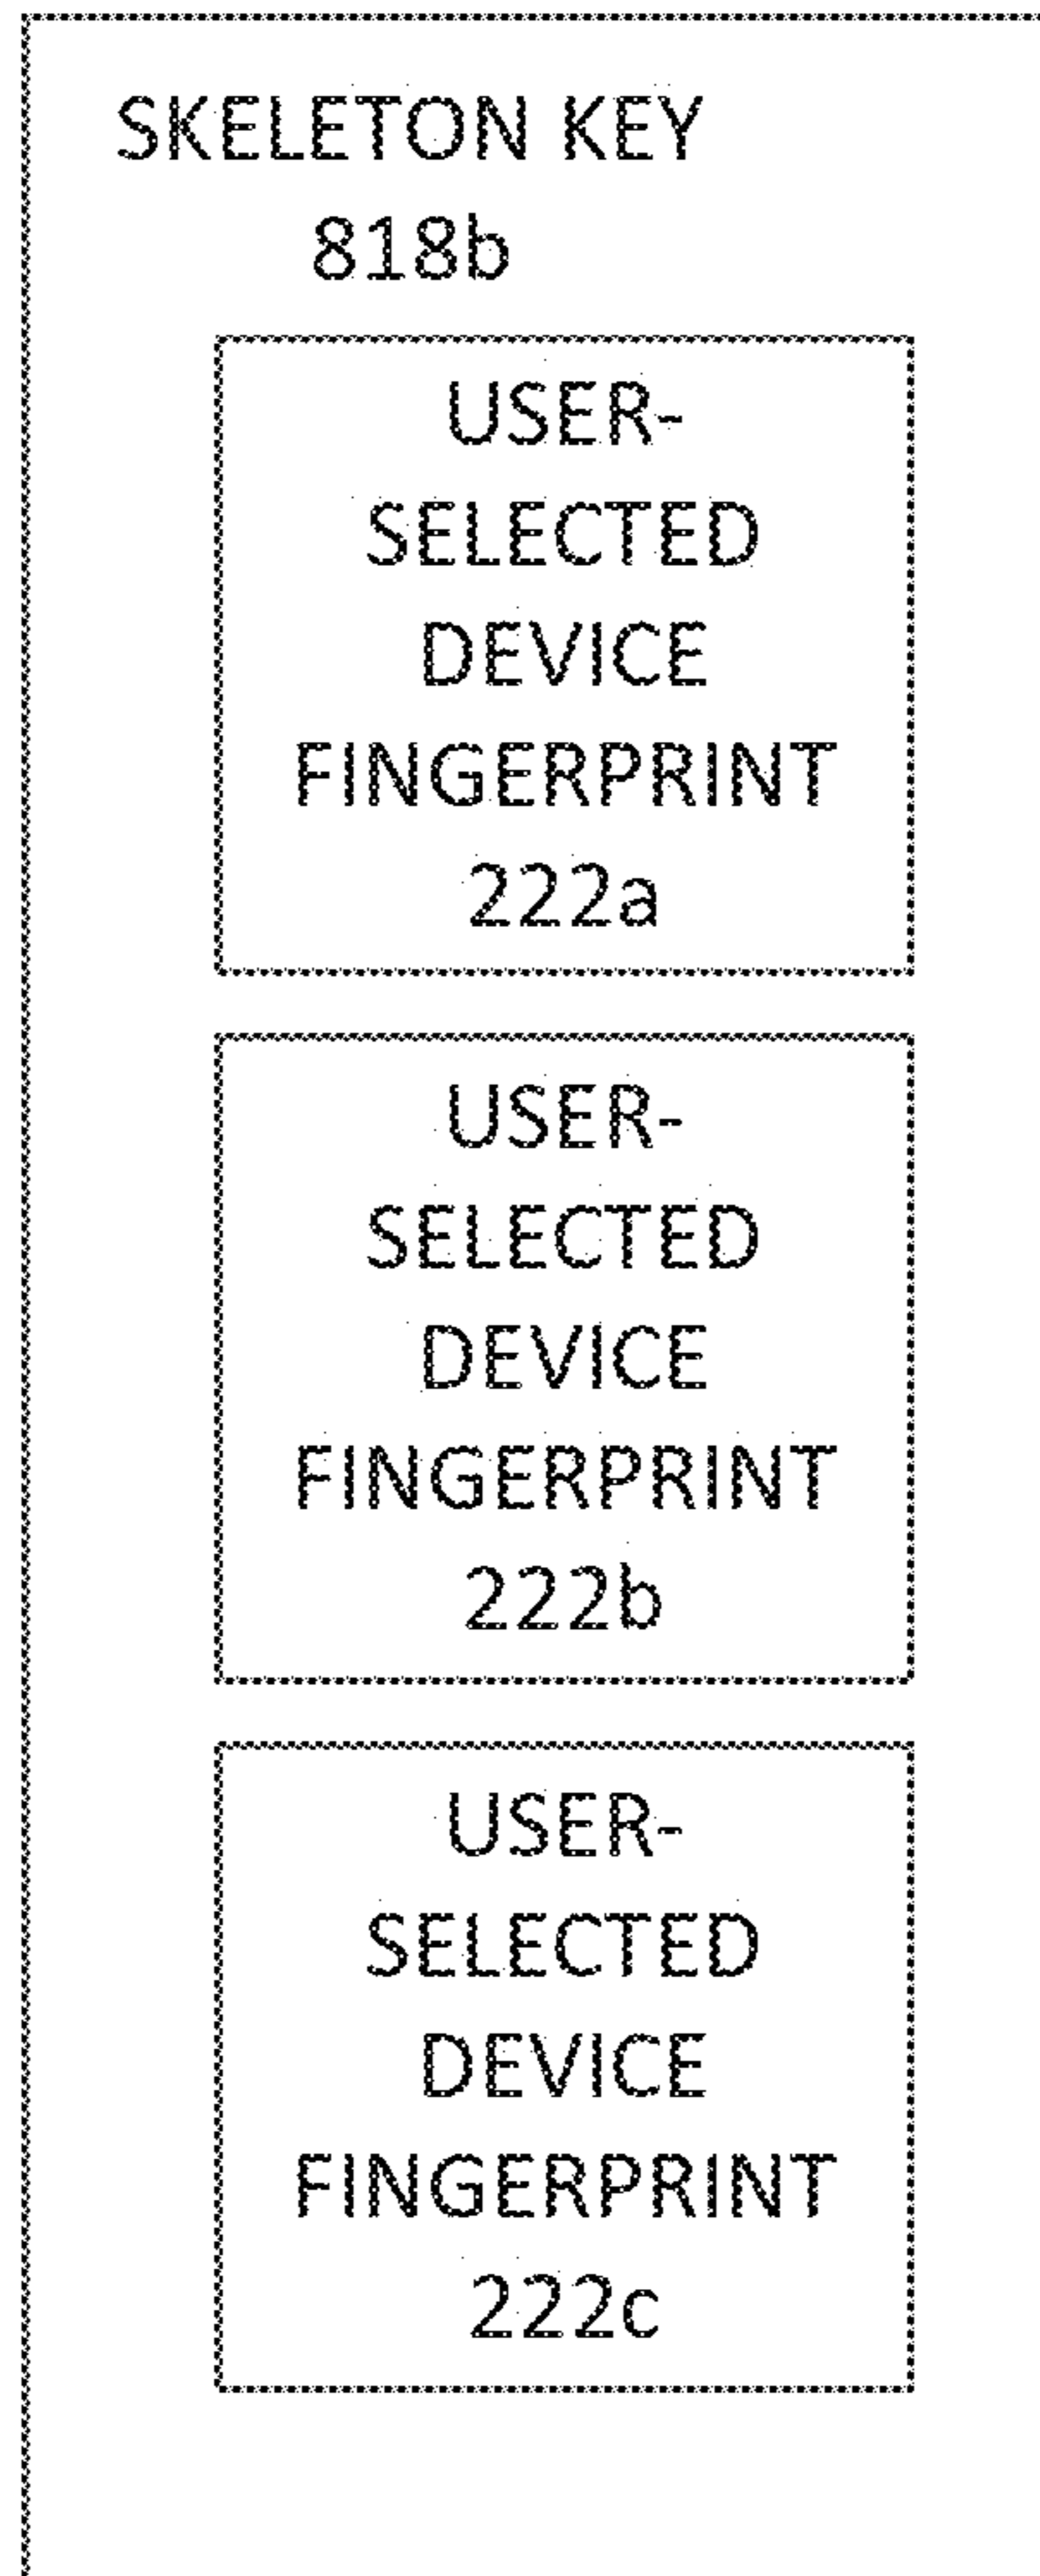 SKELETON KEY
818b
USER-
SELECTED
DEVICE
FINGERPRINT
222a
USER-
SELECTED
DEVICE
FINGERPRINT
222b
USER-
SELECTED
DEVICE
FINGERPRINT
222c